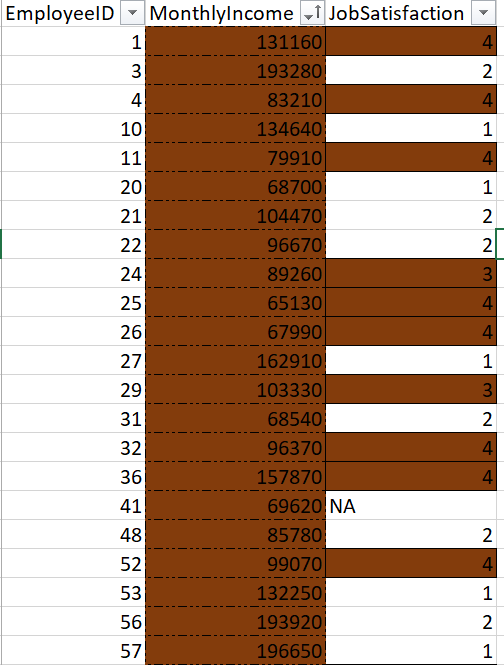 EmployeeID MonthlyIncome JobSatisfaction
1 131160 4
3 193280 2
4 83210 4
10 134640 1
11 79910 4
20 68700 1
21 104470 2
22 96670 2
24 89260 3
25 65130 4
26 67990 4
27 162910 1
29 103330 3
31 68540 2
32 96370 4
36 157870 4
41 69620 NA
48 85780 2
52 99070 4
53 132250 1
56 193920 2
57 196650 1